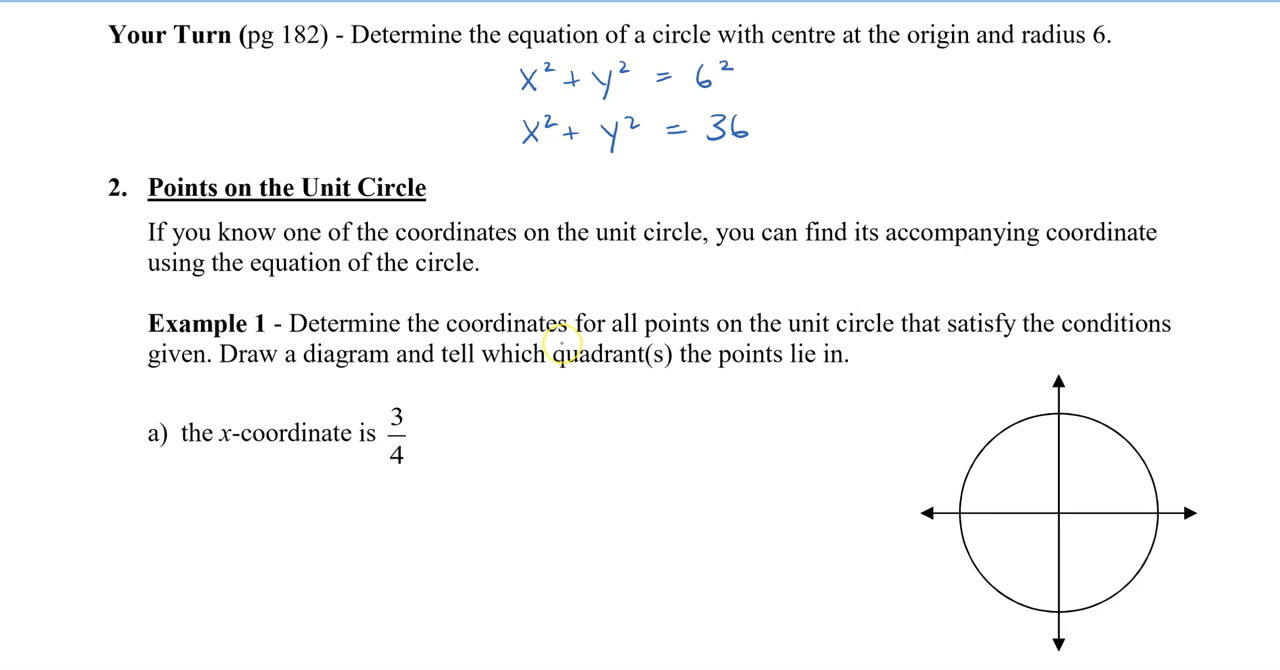 Your Turn (pg 182) - Determine the equation of a circle with centre at the origin and radius 6.
x² + y² = 6²
x² + y² = 36
2. Points on the Unit Circle
If you know one of the coordinates on the unit circle, you can find its accompanying coordinate
using the equation of the circle.
Example 1 - Determine the coordinates for all points on the unit circle that satisfy the conditions
given. Draw a diagram and tell which quadrant(s) the points lie in.
a) the x-coordinate is 3/4